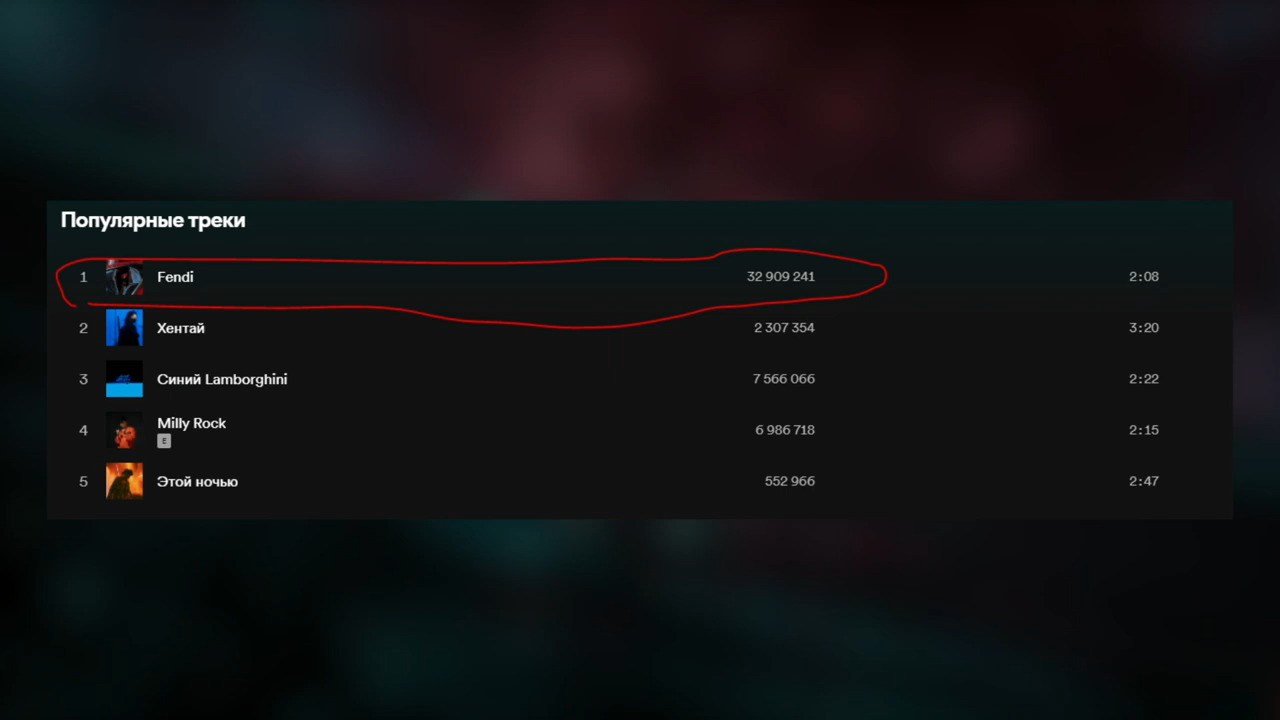 Популярные треки
1 Fendi 32 909 241 2:08
2 Хентай 2 307 354 3:20
3 Синий Lamborghini 7 566 066 2:22
4 Milly Rock 6 986 718 2:15
E
5 Этой ночью 552 966 2:47